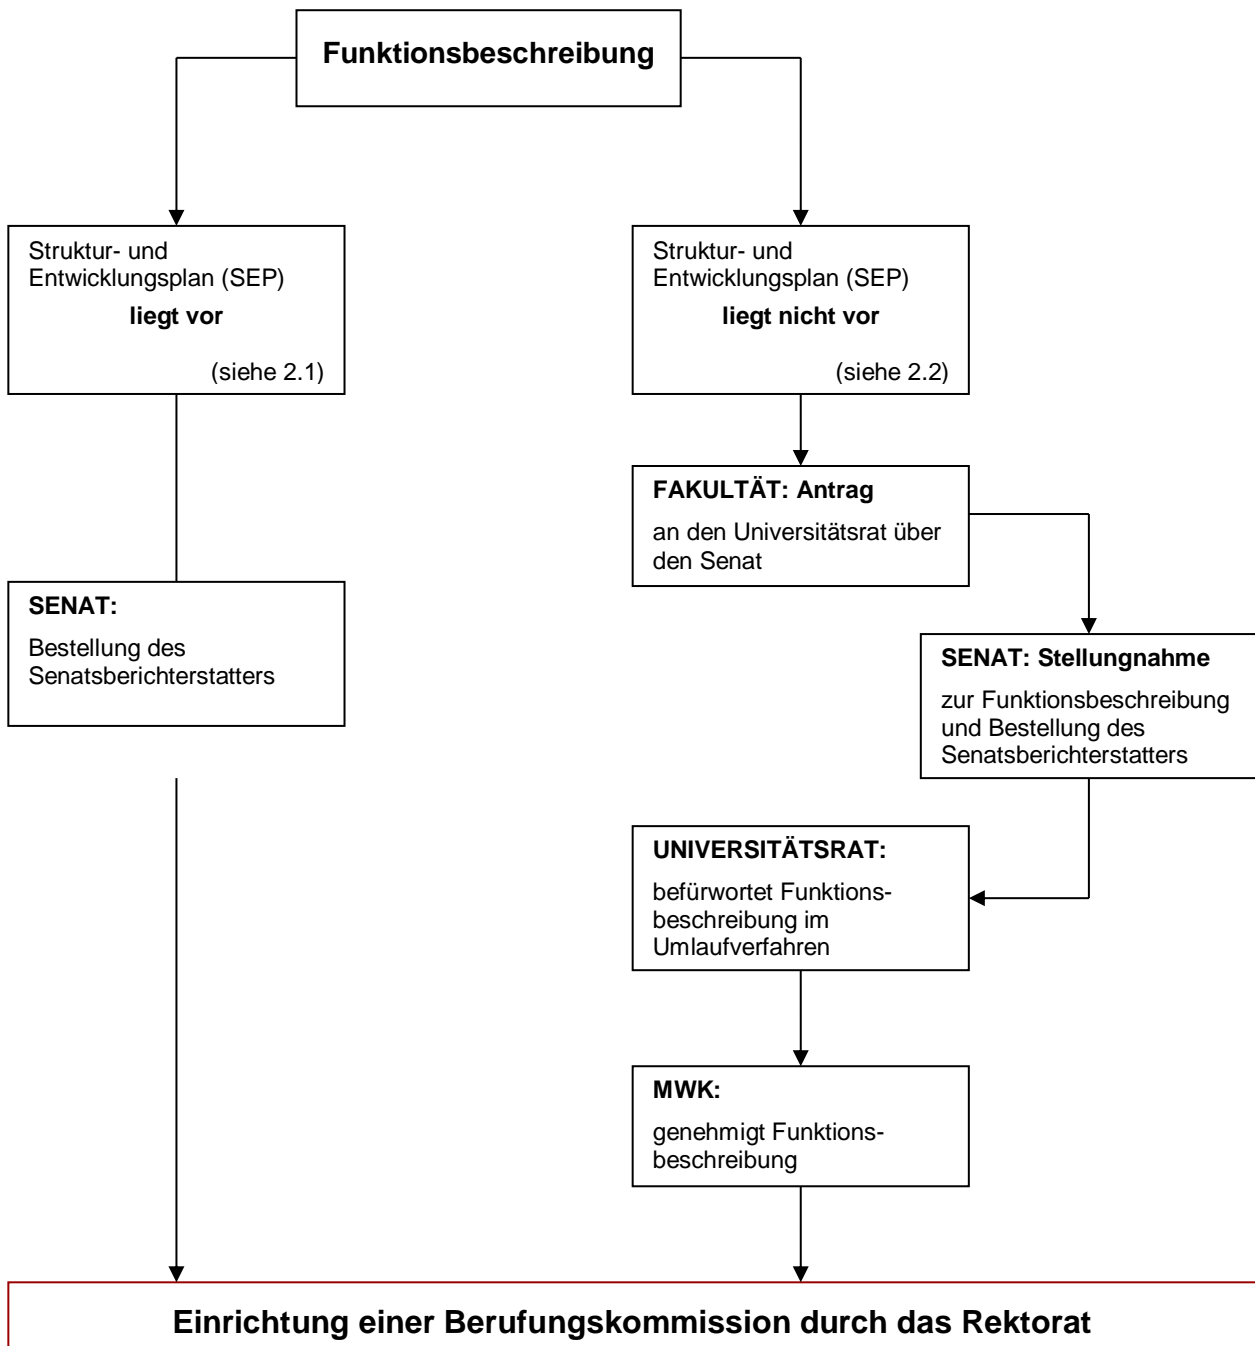 Funktionsbeschreibung
Struktur- und
Entwicklungsplan (SEP)
liegt vor
(siehe 2.1)
Struktur- und
Entwicklungsplan (SEP)
liegt nicht vor
(siehe 2.2)
FAKULTÄT: Antrag
an den Universitätsrat über
den Senat
SENAT:
Bestellung des
Senatsberichterstatters
SENAT: Stellungnahme
zur Funktionsbeschreibung
und Bestellung des
Senatsberichterstatters
UNIVERSITÄTSRAT:
befürwortet Funktions-
beschreibung im
Umlaufverfahren
MWK:
genehmigt Funktions-
beschreibung
Einrichtung einer Berufungskommission durch das Rektorat